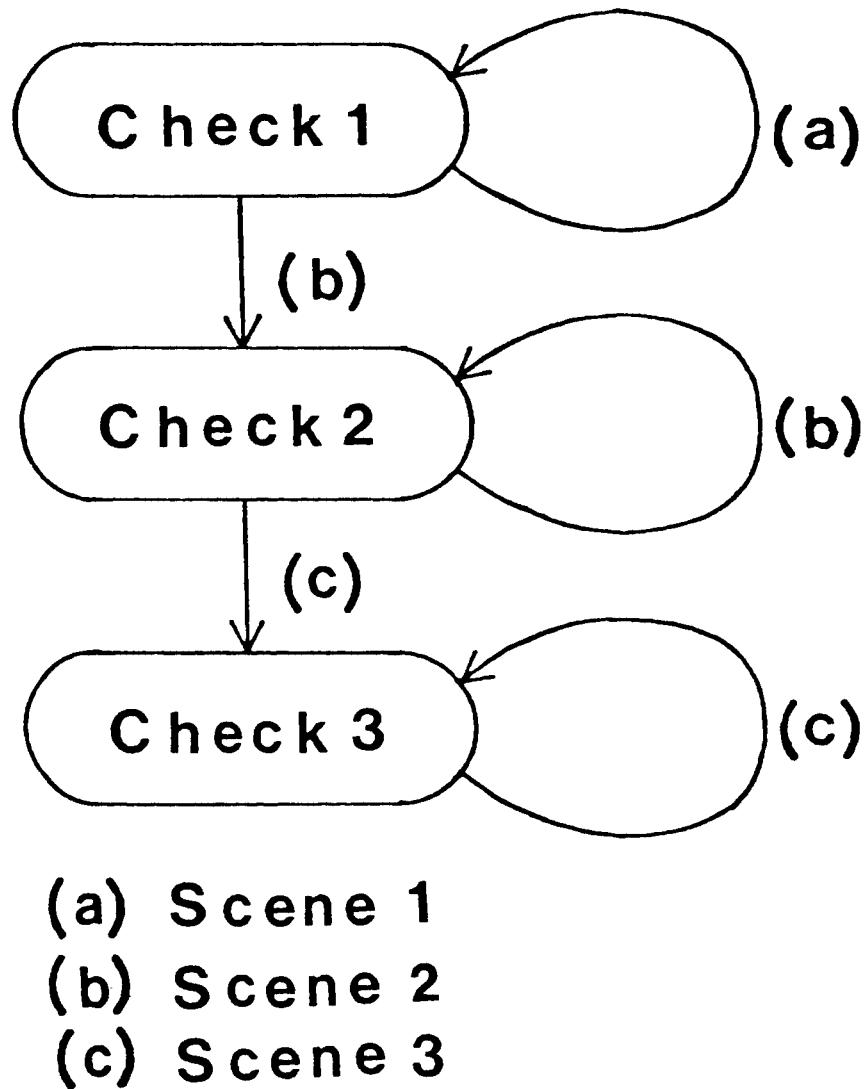 Check 1
(a)
(b)
Check 2
(b)
(c)
Check 3
(c)
(a) Scene 1
(b) Scene 2
(c) Scene 3